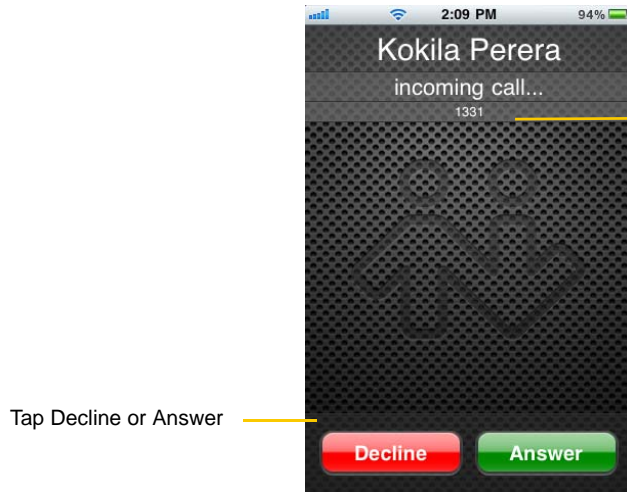 2:09 PM 94%
Kokila Perera
incoming call...
1331
Tap Decline or Answer
Decline Answer